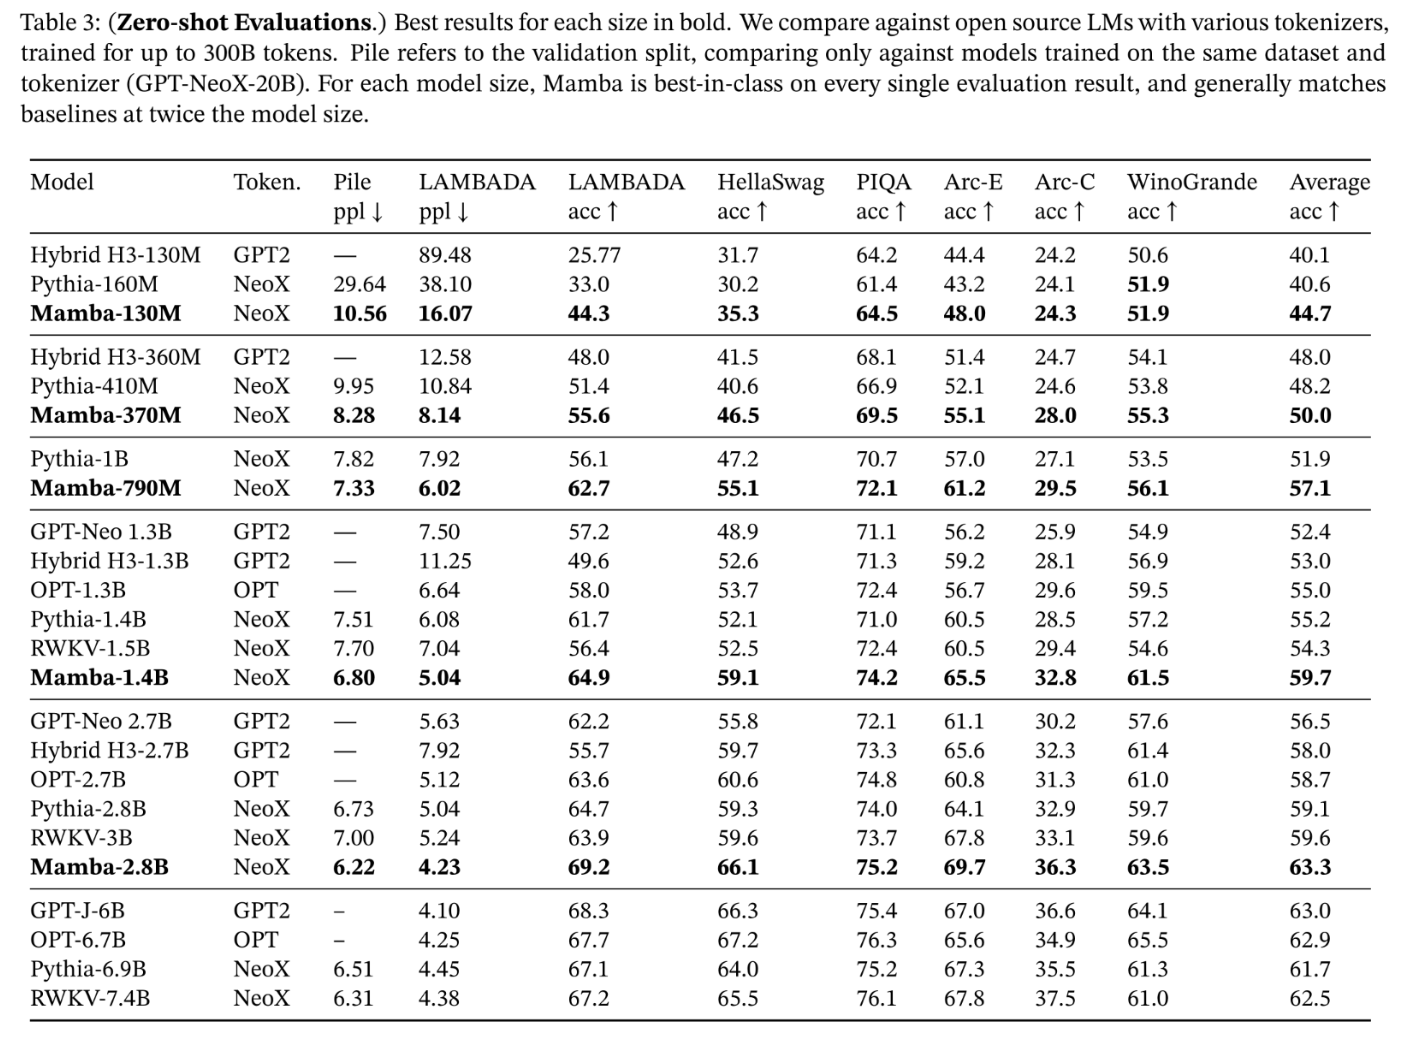 Table 3: (Zero-shot Evaluations.) Best results for each size in bold. We compare against open source LMs with various tokenizers,
trained for up to 300B tokens. Pile refers to the validation split, comparing only against models trained on the same dataset and
tokenizer (GPT-NeoX-20B). For each model size, Mamba is best-in-class on every single evaluation result, and generally matches
baselines at twice the model size.
Model Token. Pile LAMBADA LAMBADA HellaSwag PIQA Arc-E Arc-C WinoGrande Average
ppl ↓ ppl ↓ acc ↑ acc ↑ acc ↑ acc ↑ acc ↑ acc ↑ acc ↑
Hybrid H3-130M GPT2 — 89.48 25.77 31.7 64.2 44.4 24.2 50.6 40.1
Pythia-160M NeoX 29.64 38.10 33.0 30.2 61.4 43.2 24.1 51.9 40.6
Mamba-130M NeoX 10.56 16.07 44.3 35.3 64.5 48.0 24.3 51.9 44.7
Hybrid H3-360M GPT2 — 12.58 48.0 41.5 68.1 51.4 24.7 54.1 48.0
Pythia-410M NeoX 9.95 10.84 51.4 40.6 66.9 52.1 24.6 53.8 48.2
Mamba-370M NeoX 8.28 8.14 55.6 46.5 69.5 55.1 28.0 55.3 50.0
Pythia-1B NeoX 7.82 7.92 56.1 47.2 70.7 57.0 27.1 53.5 51.9
Mamba-790M NeoX 7.33 6.02 62.7 55.1 72.1 61.2 29.5 56.1 57.1
GPT-Neo 1.3B GPT2 — 7.50 57.2 48.9 71.1 56.2 25.9 54.9 52.4
Hybrid H3-1.3B GPT2 — 11.25 49.6 52.6 71.3 59.2 28.1 56.9 53.0
OPT-1.3B OPT — 6.64 58.0 53.7 72.4 56.7 29.6 59.5 55.0
Pythia-1.4B NeoX 7.51 6.08 61.7 52.1 71.0 60.5 28.5 57.2 55.2
RWKV-1.5B NeoX 7.70 7.04 56.4 52.5 72.4 60.5 29.4 54.6 54.3
Mamba-1.4B NeoX 6.80 5.04 64.9 59.1 74.2 65.5 32.8 61.5 59.7
GPT-Neo 2.7B GPT2 — 5.63 62.2 55.8 72.1 61.1 30.2 57.6 56.5
Hybrid H3-2.7B GPT2 — 7.92 55.7 59.7 73.3 65.6 32.3 61.4 58.0
OPT-2.7B OPT — 5.12 63.6 60.6 74.8 60.8 31.3 61.0 58.7
Pythia-2.8B NeoX 6.73 5.04 64.7 59.3 74.0 64.1 32.9 59.7 59.1
RWKV-3B NeoX 7.00 5.24 63.9 59.6 73.7 67.8 33.1 59.6 59.6
Mamba-2.8B NeoX 6.22 4.23 69.2 66.1 75.2 69.7 36.3 63.5 63.3
GPT-J-6B GPT2 – 4.10 68.3 66.3 75.4 67.0 36.6 64.1 63.0
OPT-6.7B OPT – 4.25 67.7 67.2 76.3 65.6 34.9 65.5 62.9
Pythia-6.9B NeoX 6.51 4.45 67.1 64.0 75.2 67.3 35.5 61.3 61.7
RWKV-7.4B NeoX 6.31 4.38 67.2 65.5 76.1 67.8 37.5 61.0 62.5